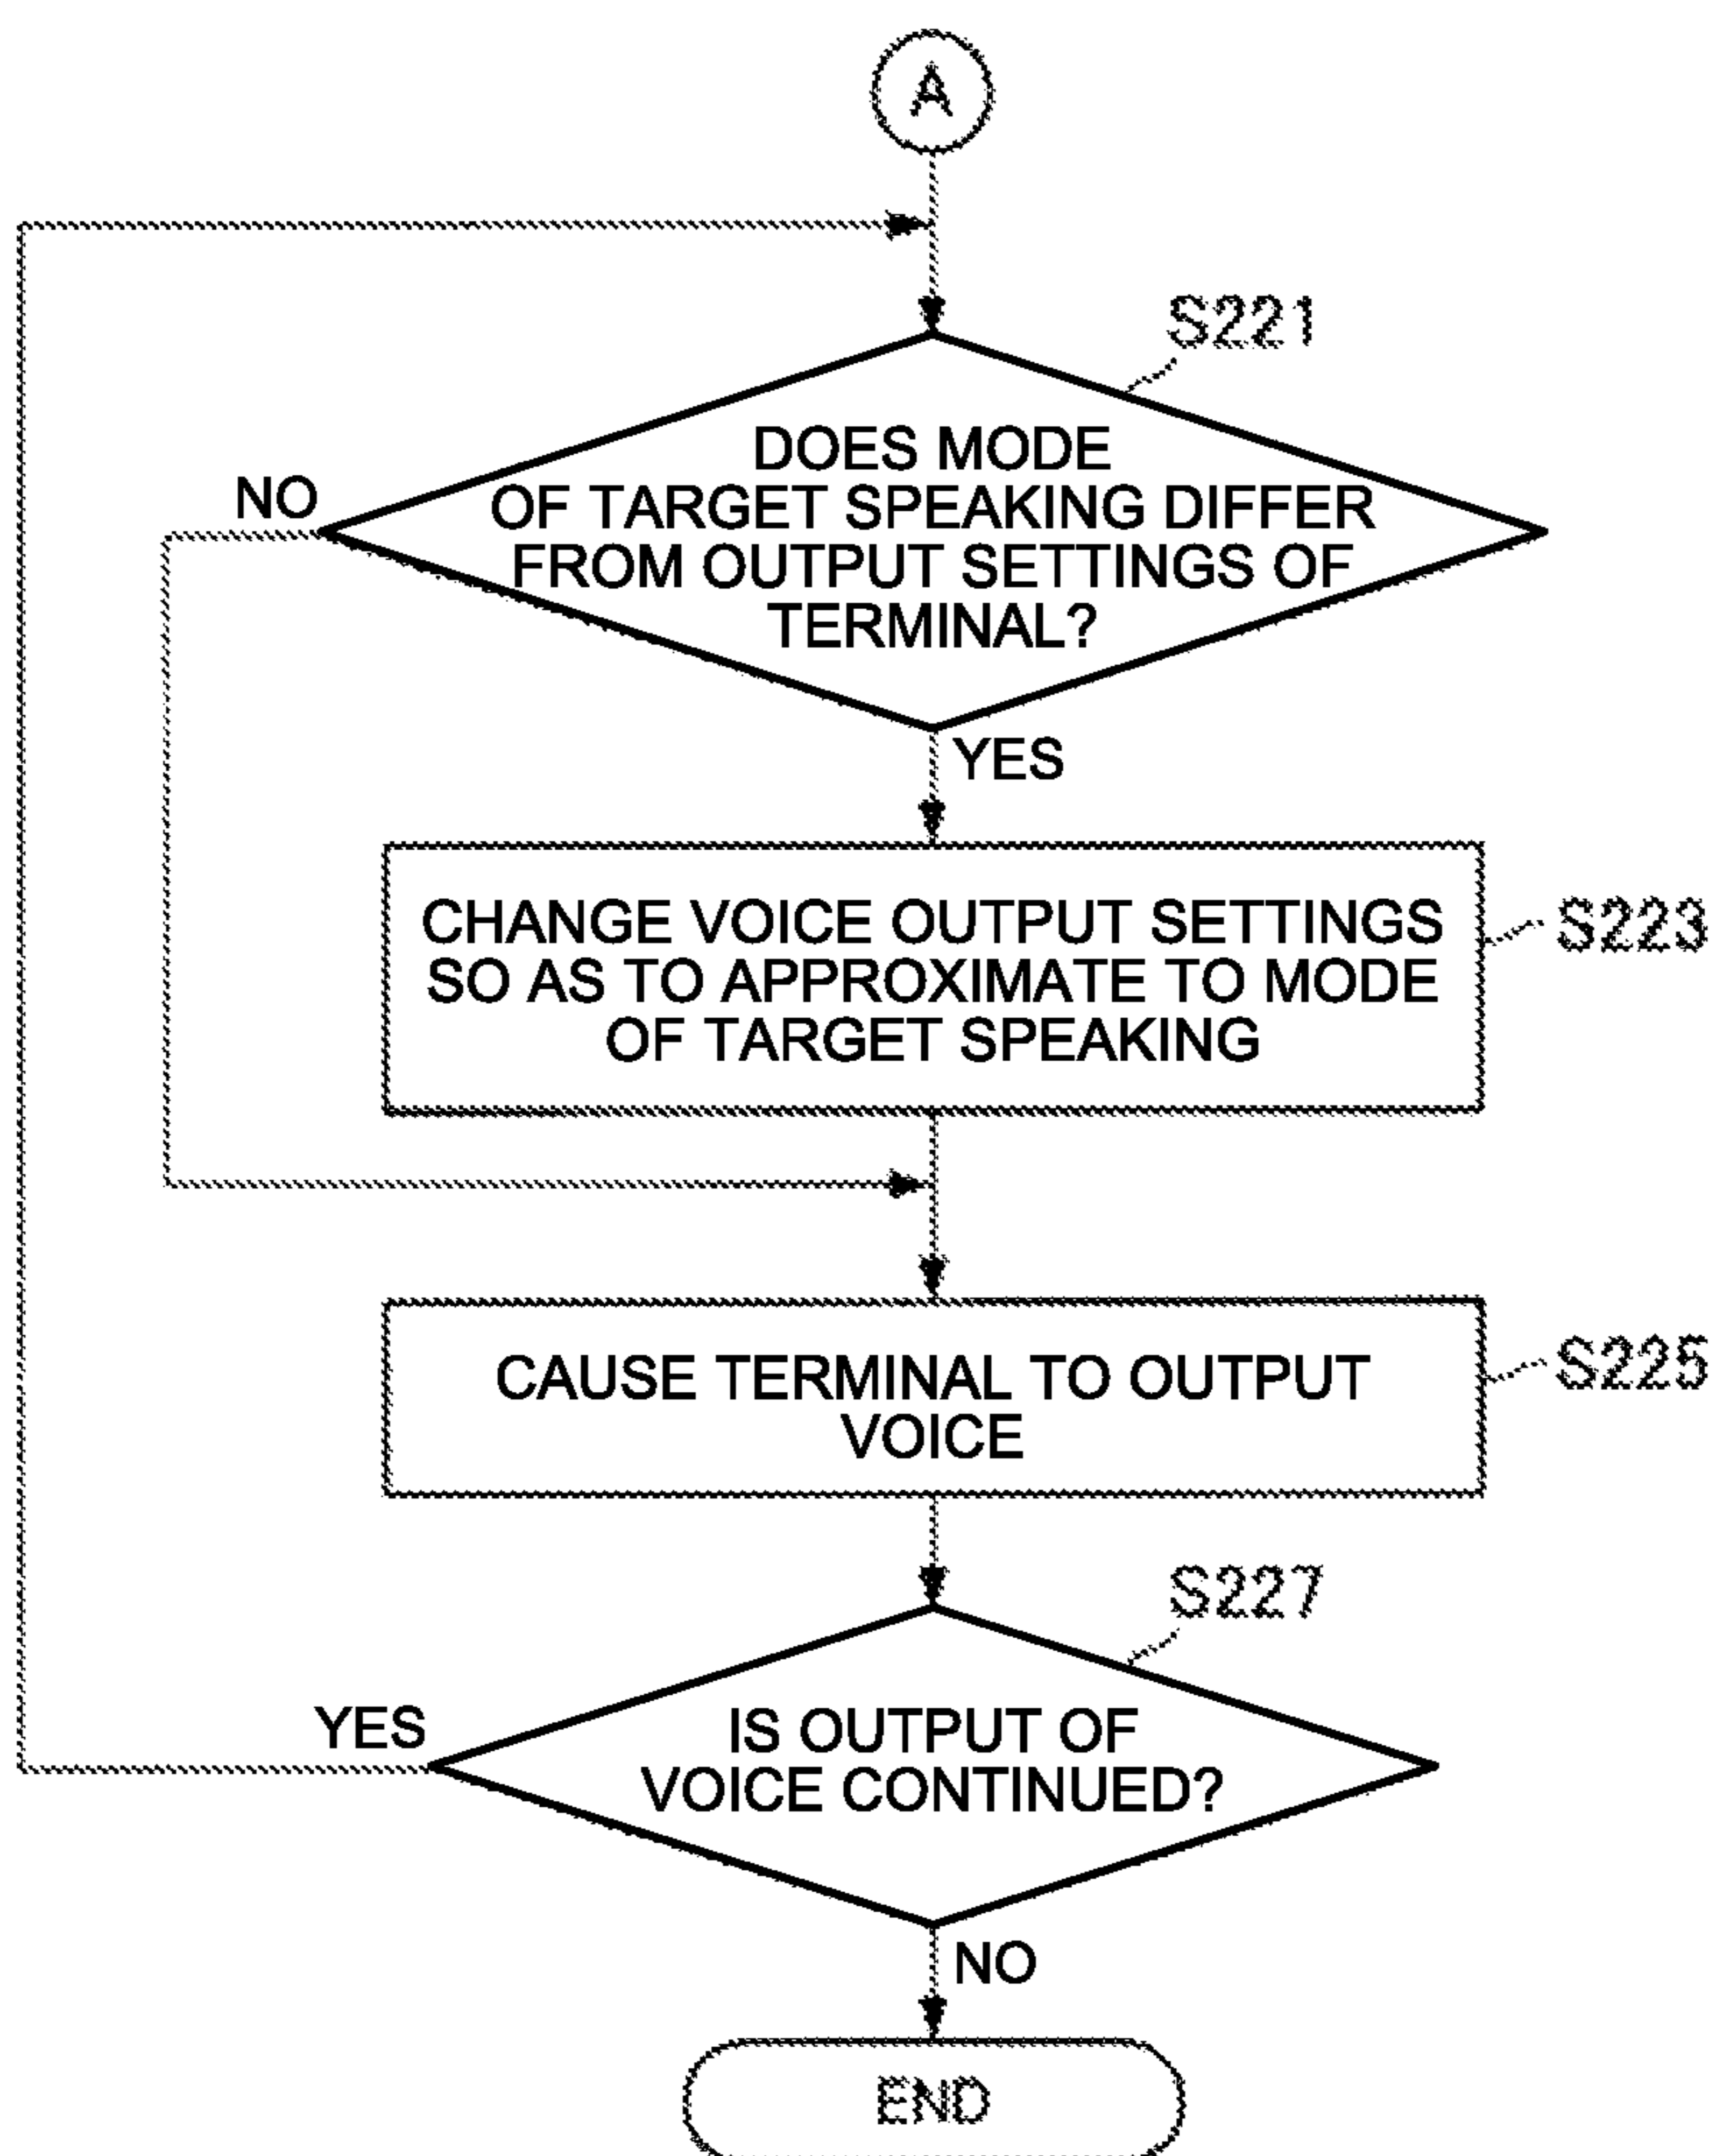 A
S221
DOES MODE
OF TARGET SPEAKING DIFFER
FROM OUTPUT SETTINGS OF
TERMINAL?
NO
YES
CHANGE VOICE OUTPUT SETTINGS
SO AS TO APPROXIMATE TO MODE
OF TARGET SPEAKING
S223
CAUSE TERMINAL TO OUTPUT
VOICE
S225
S227
IS OUTPUT OF
VOICE CONTINUED?
YES
NO
END